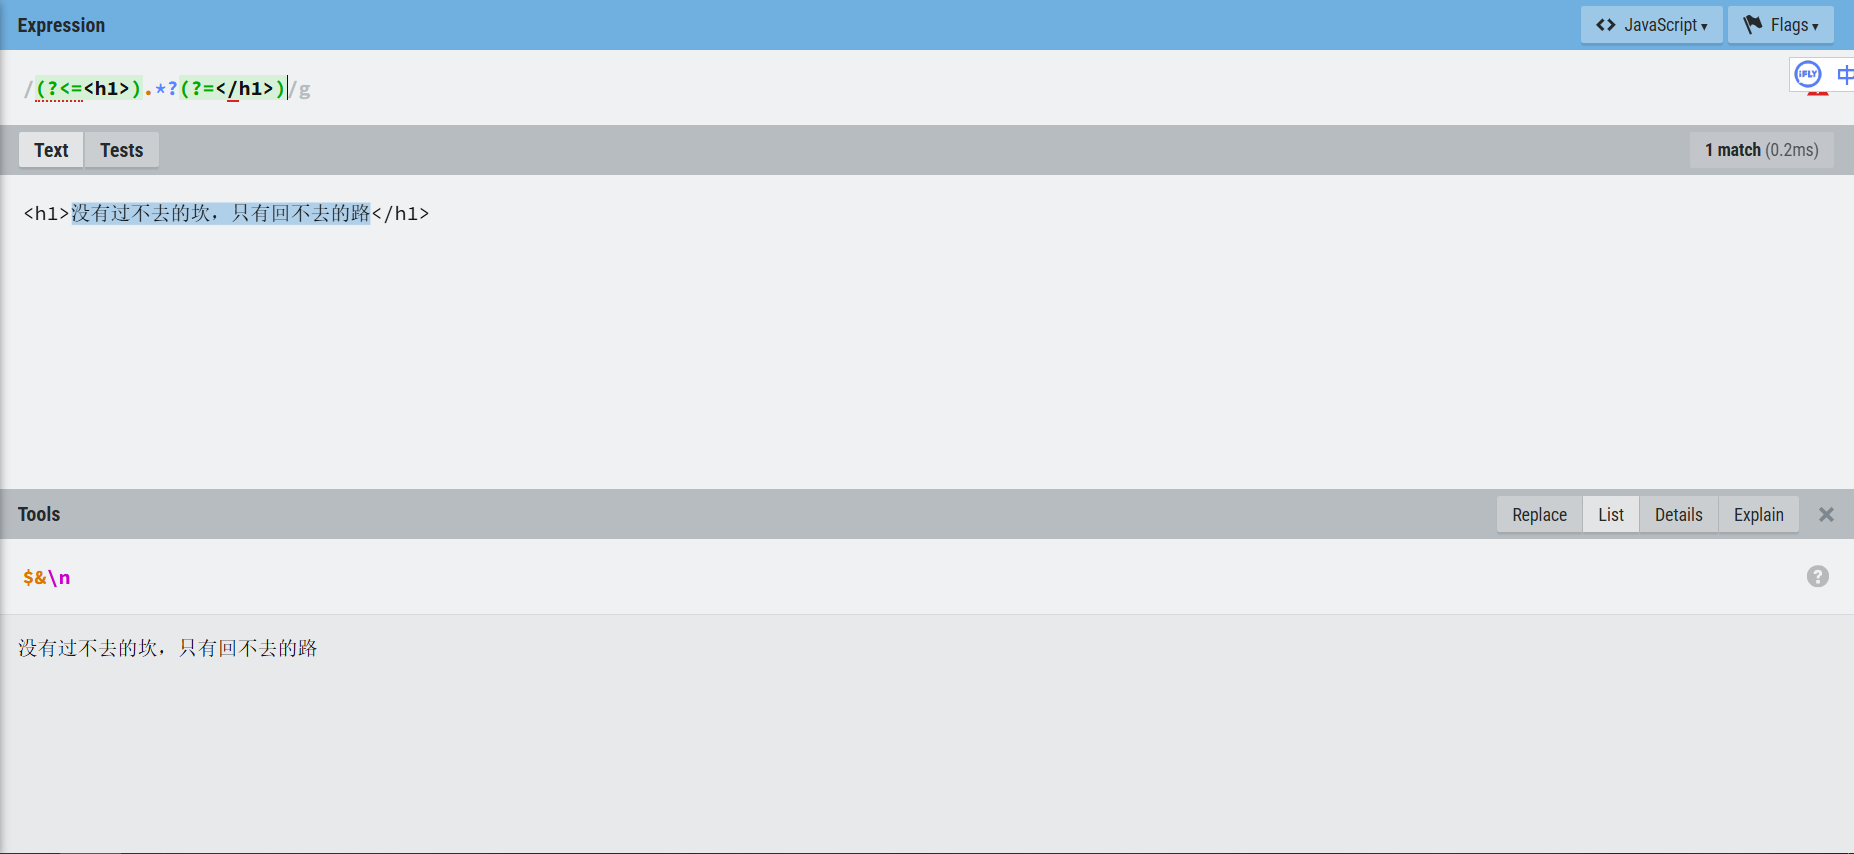 Expression
JavaScript Flags
/(?<=<h1>).*?(?=</h1>)/g
iFLY 中
Text Tests
1 match (0.2ms)
<h1>没有过不去的坎，只有回不去的路</h1>
Tools
Replace List Details Explain
$&\n
?
没有过不去的坎，只有回不去的路